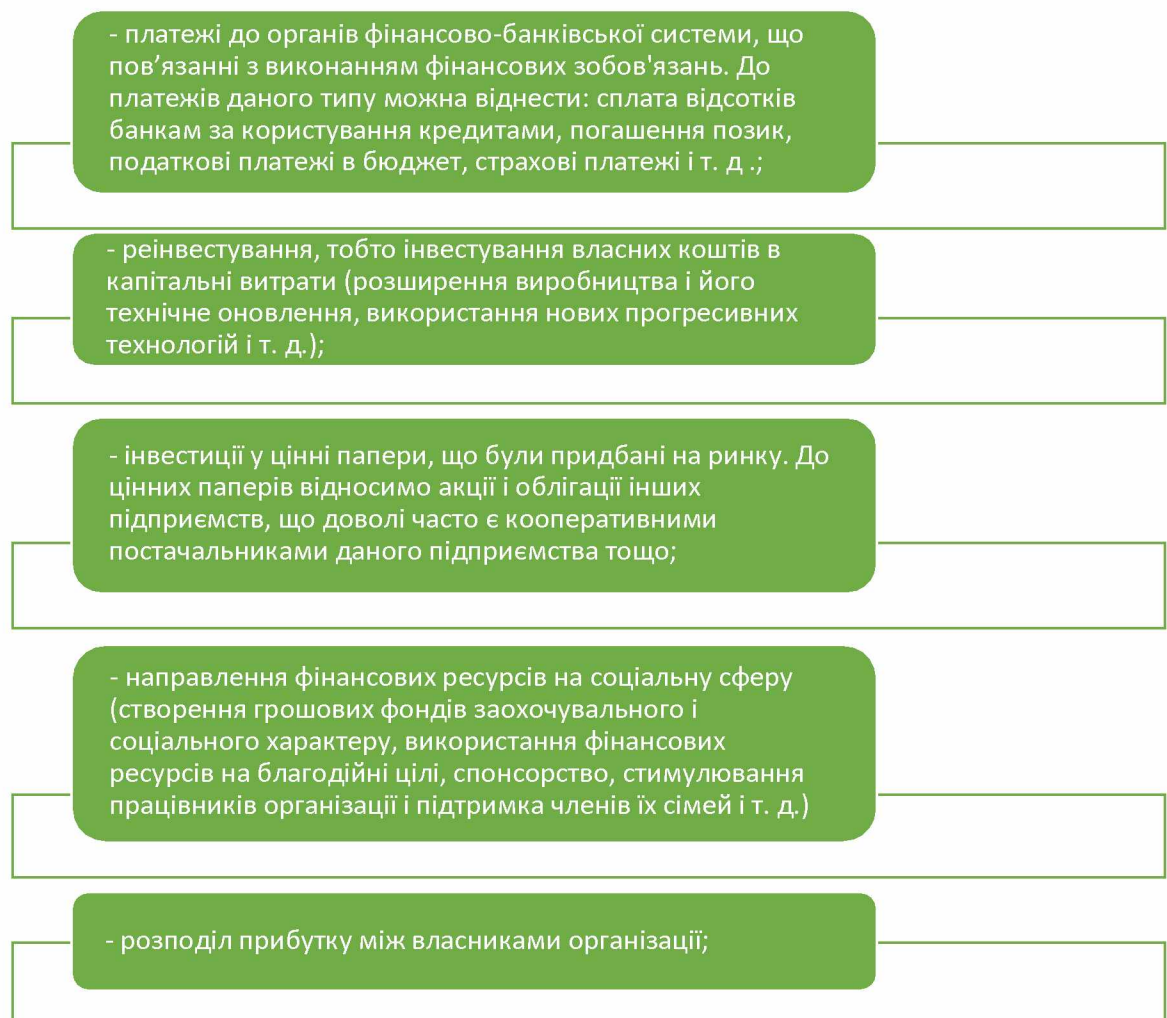 - платежі до органів фінансово-банківської системи, що
пов’язанні з виконанням фінансових зобов'язань. До
платежів даного типу можна віднести: сплата відсотків
банкам за користування кредитами, погашення позик,
податкові платежі в бюджет, страхові платежі і т. д .;
- реінвестування, тобто інвестування власних коштів в
капітальні витрати (розширення виробництва і його
технічне оновлення, використання нових прогресивних
технологій і т. д.);
- інвестиції у цінні папери, що були придбані на ринку. До
цінних паперів відносимо акції і облігації інших
підприємств, що доволі часто є кооперативними
постачальниками даного підприємства тощо;
- направлення фінансових ресурсів на соціальну сферу
(створення грошових фондів заохочувального і
соціального характеру, використання фінансових
ресурсів на благодійні цілі, спонсорство, стимулювання
працівників організації і підтримка членів їх сімей і т. д.)
- розподіл прибутку між власниками організації;